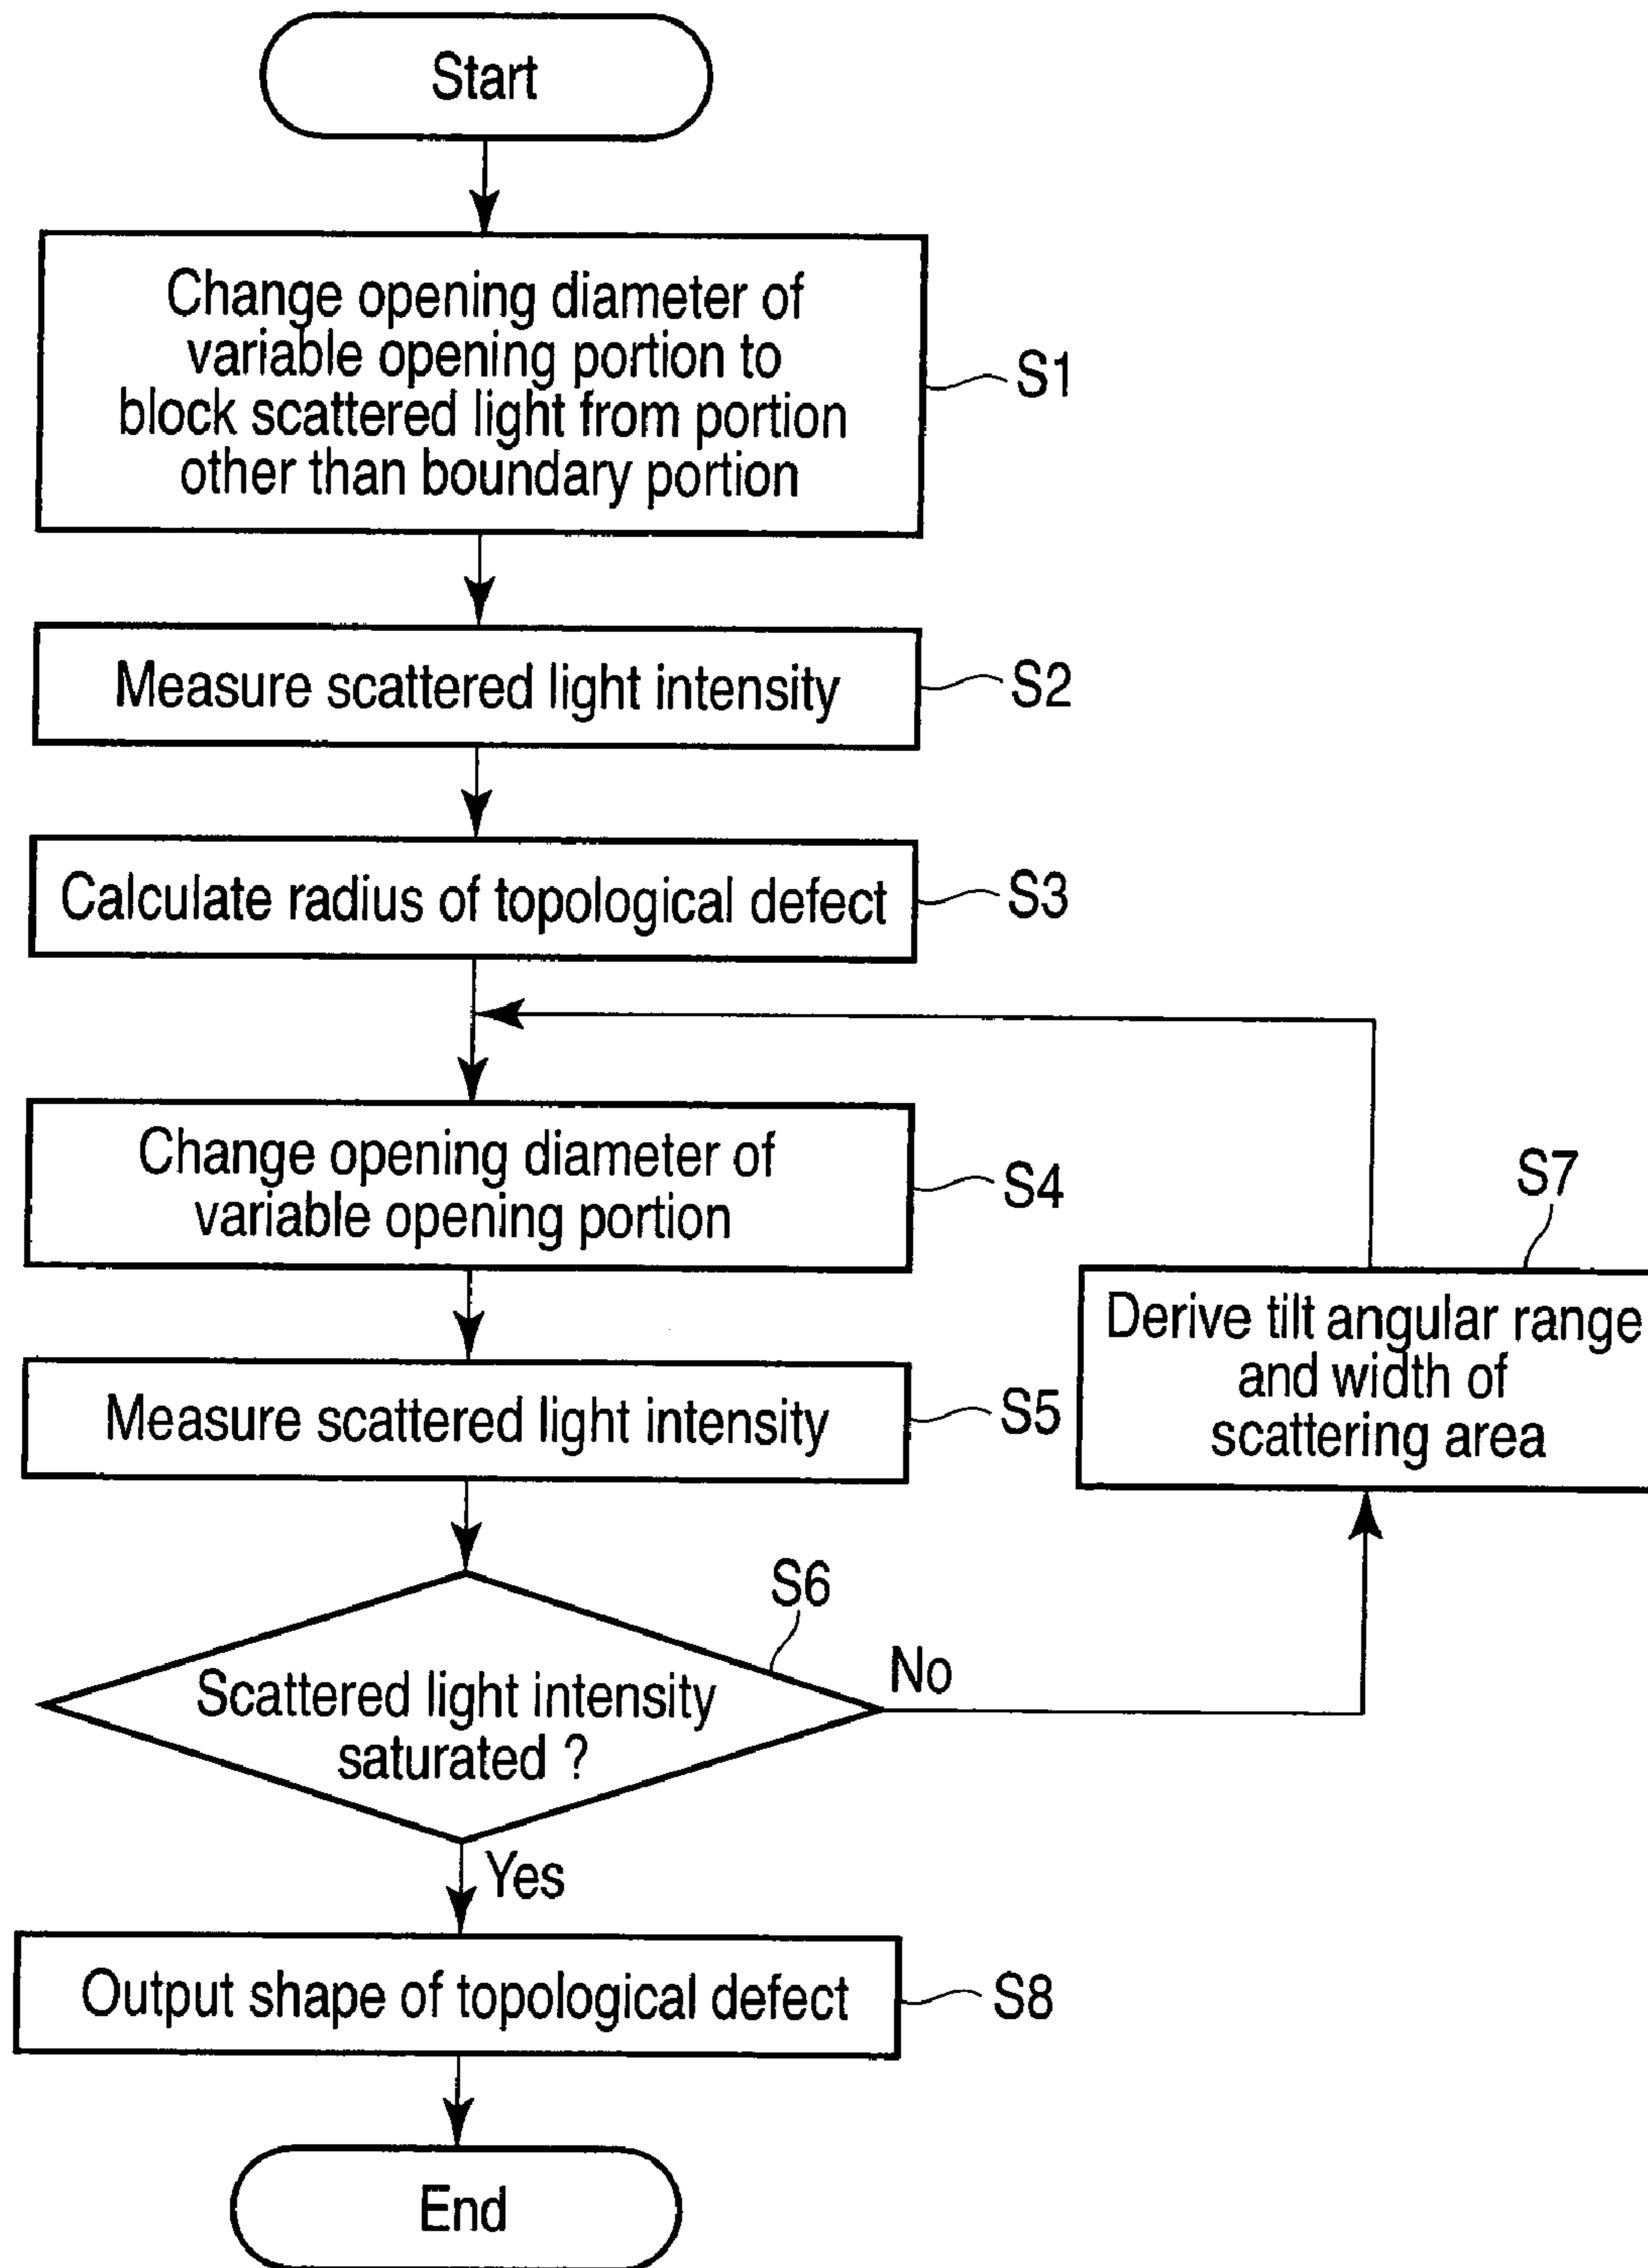 Start
Change opening diameter of
variable opening portion to
block scattered light from portion
other than boundary portion
S1
Measure scattered light intensity
S2
Calculate radius of topological defect
S3
Change opening diameter of
variable opening portion
S4
S7
Derive tilt angular range
and width of
scattering area
Measure scattered light intensity
S5
S6
Scattered light intensity
saturated ?
No
Yes
Output shape of topological defect
S8
End